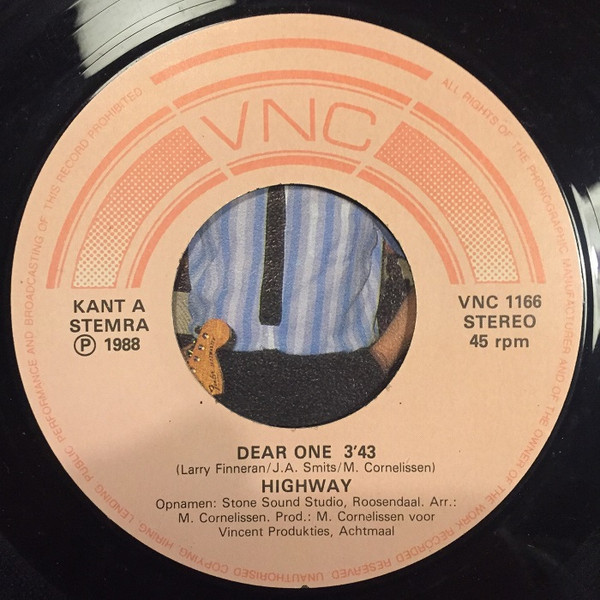 VNC
ALL RIGHTS OF THE PHONOGRAPHIC MANUFACTURER AND OF THE OWNER OF THE WORK RECORDED RESERVED. UNAUTHORISED COPYING, HIRING, LENDING, PUBLIC PERFORMANCE AND BROADCASTING OF THIS RECORD PROHIBITED
KANT A
STEMRA
Ⓟ 1988
VNC 1166
STEREO
45 rpm
DEAR ONE 3'43
(Larry Finneran/J.A. Smits/M. Cornelissen)
HIGHWAY
Opnamen: Stone Sound Studio, Roosendaal. Arr.:
M. Cornelissen. Prod.: M. Cornelissen voor
Vincent Produkties, Achtmaal